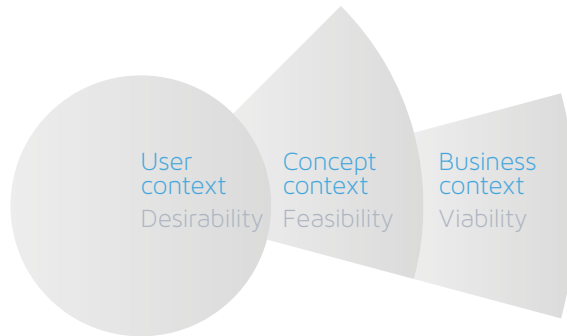 User
context
Desirability
Concept
context
Feasibility
Business
context
Viability